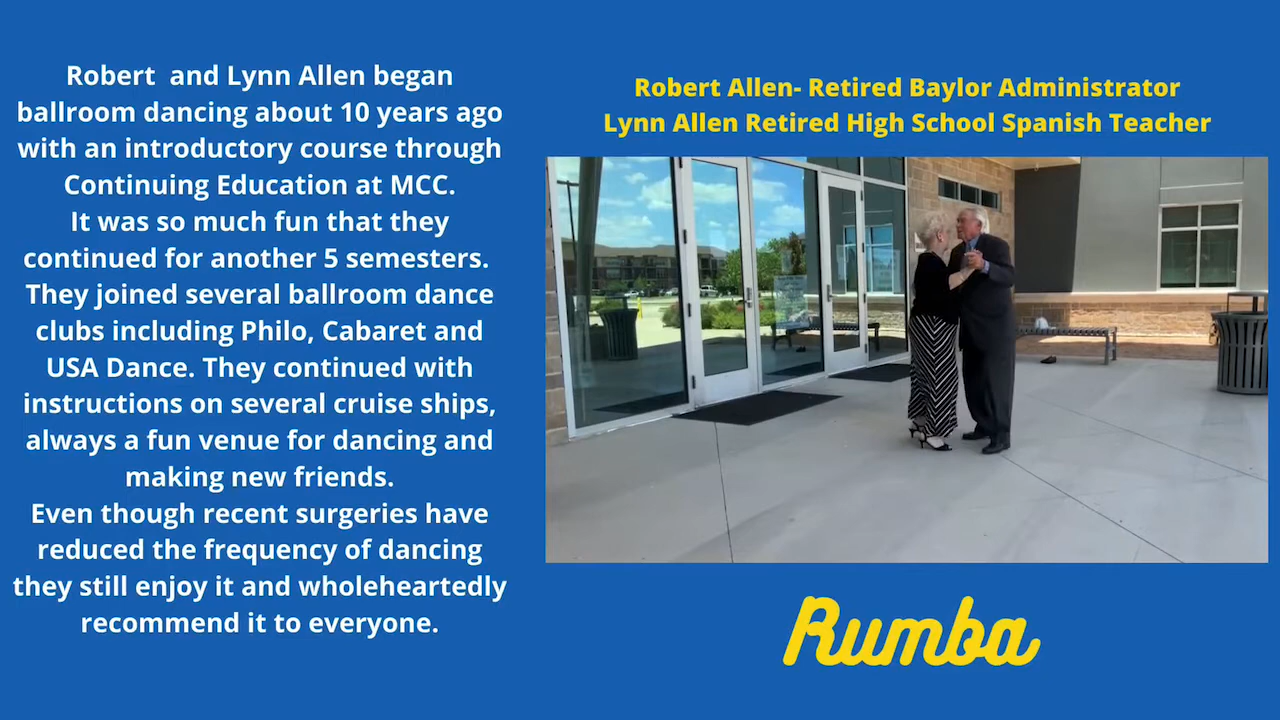 Robert and Lynn Allen began
ballroom dancing about 10 years ago
with an introductory course through
Continuing Education at MCC.
It was so much fun that they
continued for another 5 semesters.
They joined several ballroom dance
clubs including Philo, Cabaret and
USA Dance. They continued with
instructions on several cruise ships,
always a fun venue for dancing and
making new friends.
Even though recent surgeries have
reduced the frequency of dancing
they still enjoy it and wholeheartedly
recommend it to everyone.
Robert Allen- Retired Baylor Administrator
Lynn Allen Retired High School Spanish Teacher
Rumba